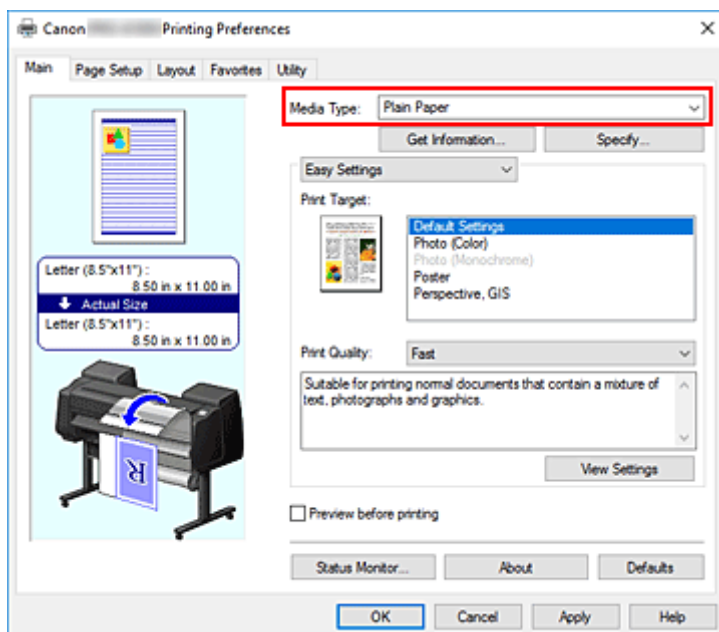 Canon Printing Preferences
Main Page Setup Layout Favorites Utility
Media Type: Plain Paper
Get Information... Specify...
Easy Settings
Print Target:
Default Settings
Photo (Color)
Photo (Monochrome)
Poster
Perspective, GIS
Letter (8.5"x11") :
8.50 in x 11.00 in
Actual Size
Letter (8.5"x11") :
8.50 in x 11.00 in
R
Print Quality: Fast
Suitable for printing normal documents that contain a mixture of
text, photographs and graphics.
View Settings
Preview before printing
Status Monitor... About Defaults
OK Cancel Apply Help